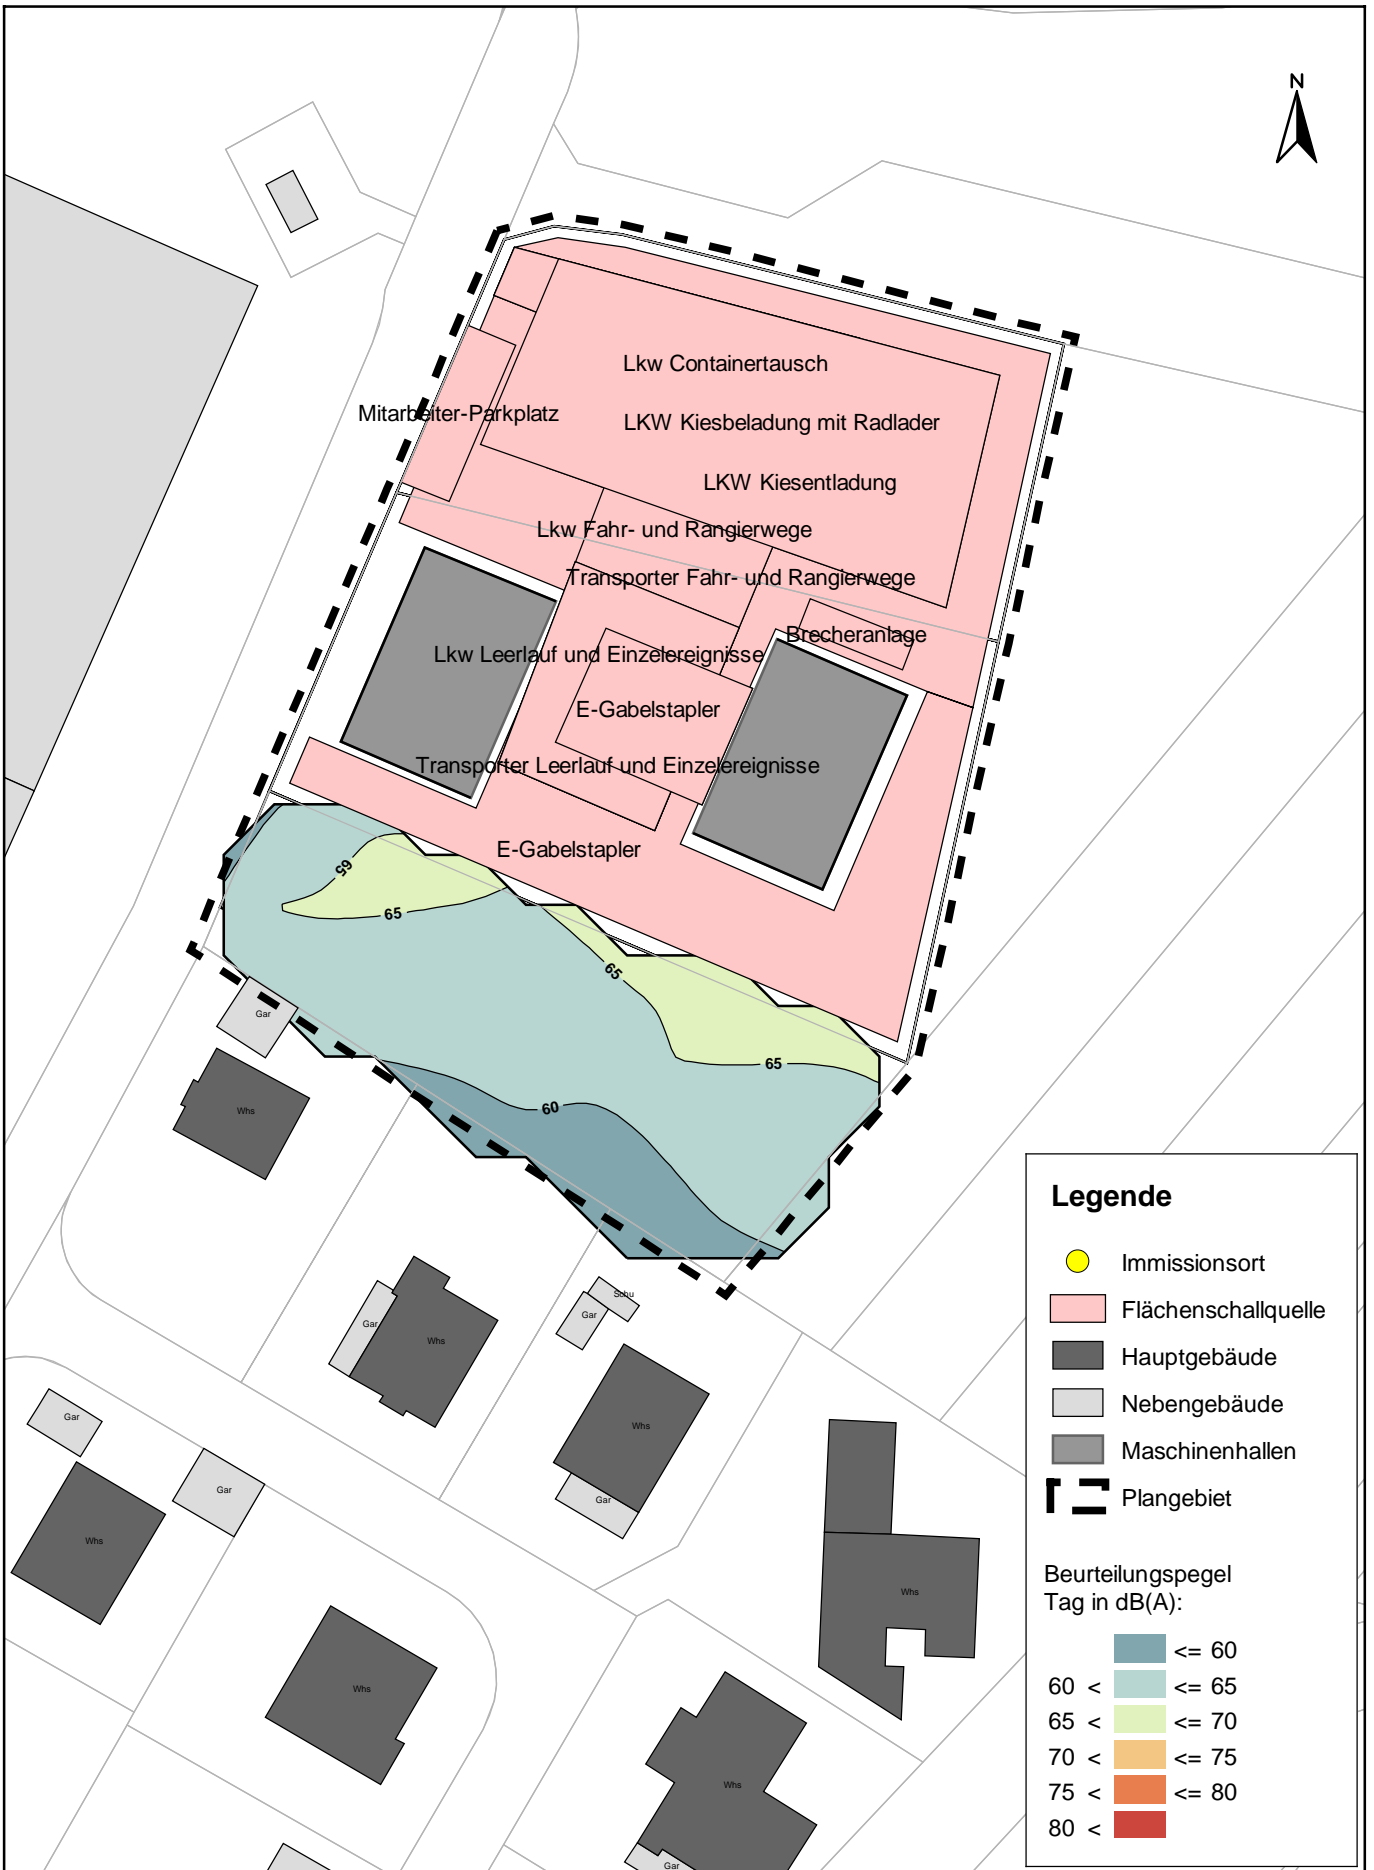 N
Lkw Containertausch
Mitarbeiter-Parkplatz
LKW Kiesbeladung mit Radlader
LKW Kiesentladung
Lkw Fahr- und Rangierwege
Transporter Fahr- und Rangierwege
Brecheranlage
Lkw Leerlauf und Einzelereignisse
E-Gabelstapler
Transporter Leerlauf und Einzelereignisse
E-Gabelstapler
65
65
65
65
60
Gar
Whs
Gar
Whs
Schu
Gar
Whs
Gar
Gar
Whs
Gar
Whs
Whs
Whs
Gar
Legende
Immissionsort
Flächenschallquelle
Hauptgebäude
Nebengebäude
Maschinenhallen
Plangebiet
Beurteilungspegel
Tag in dB(A):
<= 60
60 < <= 65
65 < <= 70
70 < <= 75
75 < <= 80
80 <